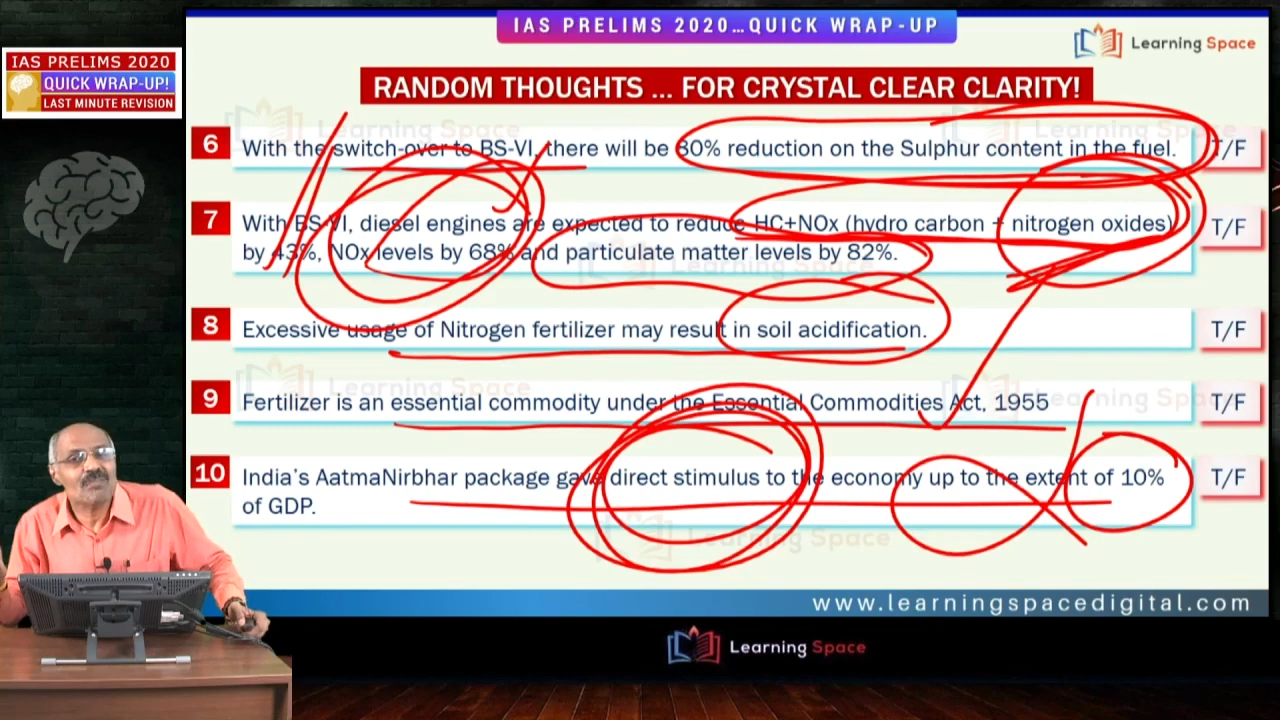 IAS PRELIMS 2020...QUICK WRAP-UP
Learning Space
IAS PRELIMS 2020
QUICK WRAP-UP!
LAST MINUTE REVISION
RANDOM THOUGHTS ... FOR CRYSTAL CLEAR CLARITY!
6 With the switch-over to BS-VI, there will be 80% reduction on the Sulphur content in the fuel. T/F
7 With BS-VI, diesel engines are expected to reduce HC+NOx (hydro carbon + nitrogen oxides)
by 43%, NOx levels by 68% and particulate matter levels by 82%. T/F
8 Excessive usage of Nitrogen fertilizer may result in soil acidification. T/F
9 Fertilizer is an essential commodity under the Essential Commodities Act, 1955 T/F
10 India's AatmaNirbhar package gave direct stimulus to the economy up to the extent of 10%
of GDP. T/F
www.learningspacedigital.com
Learning Space